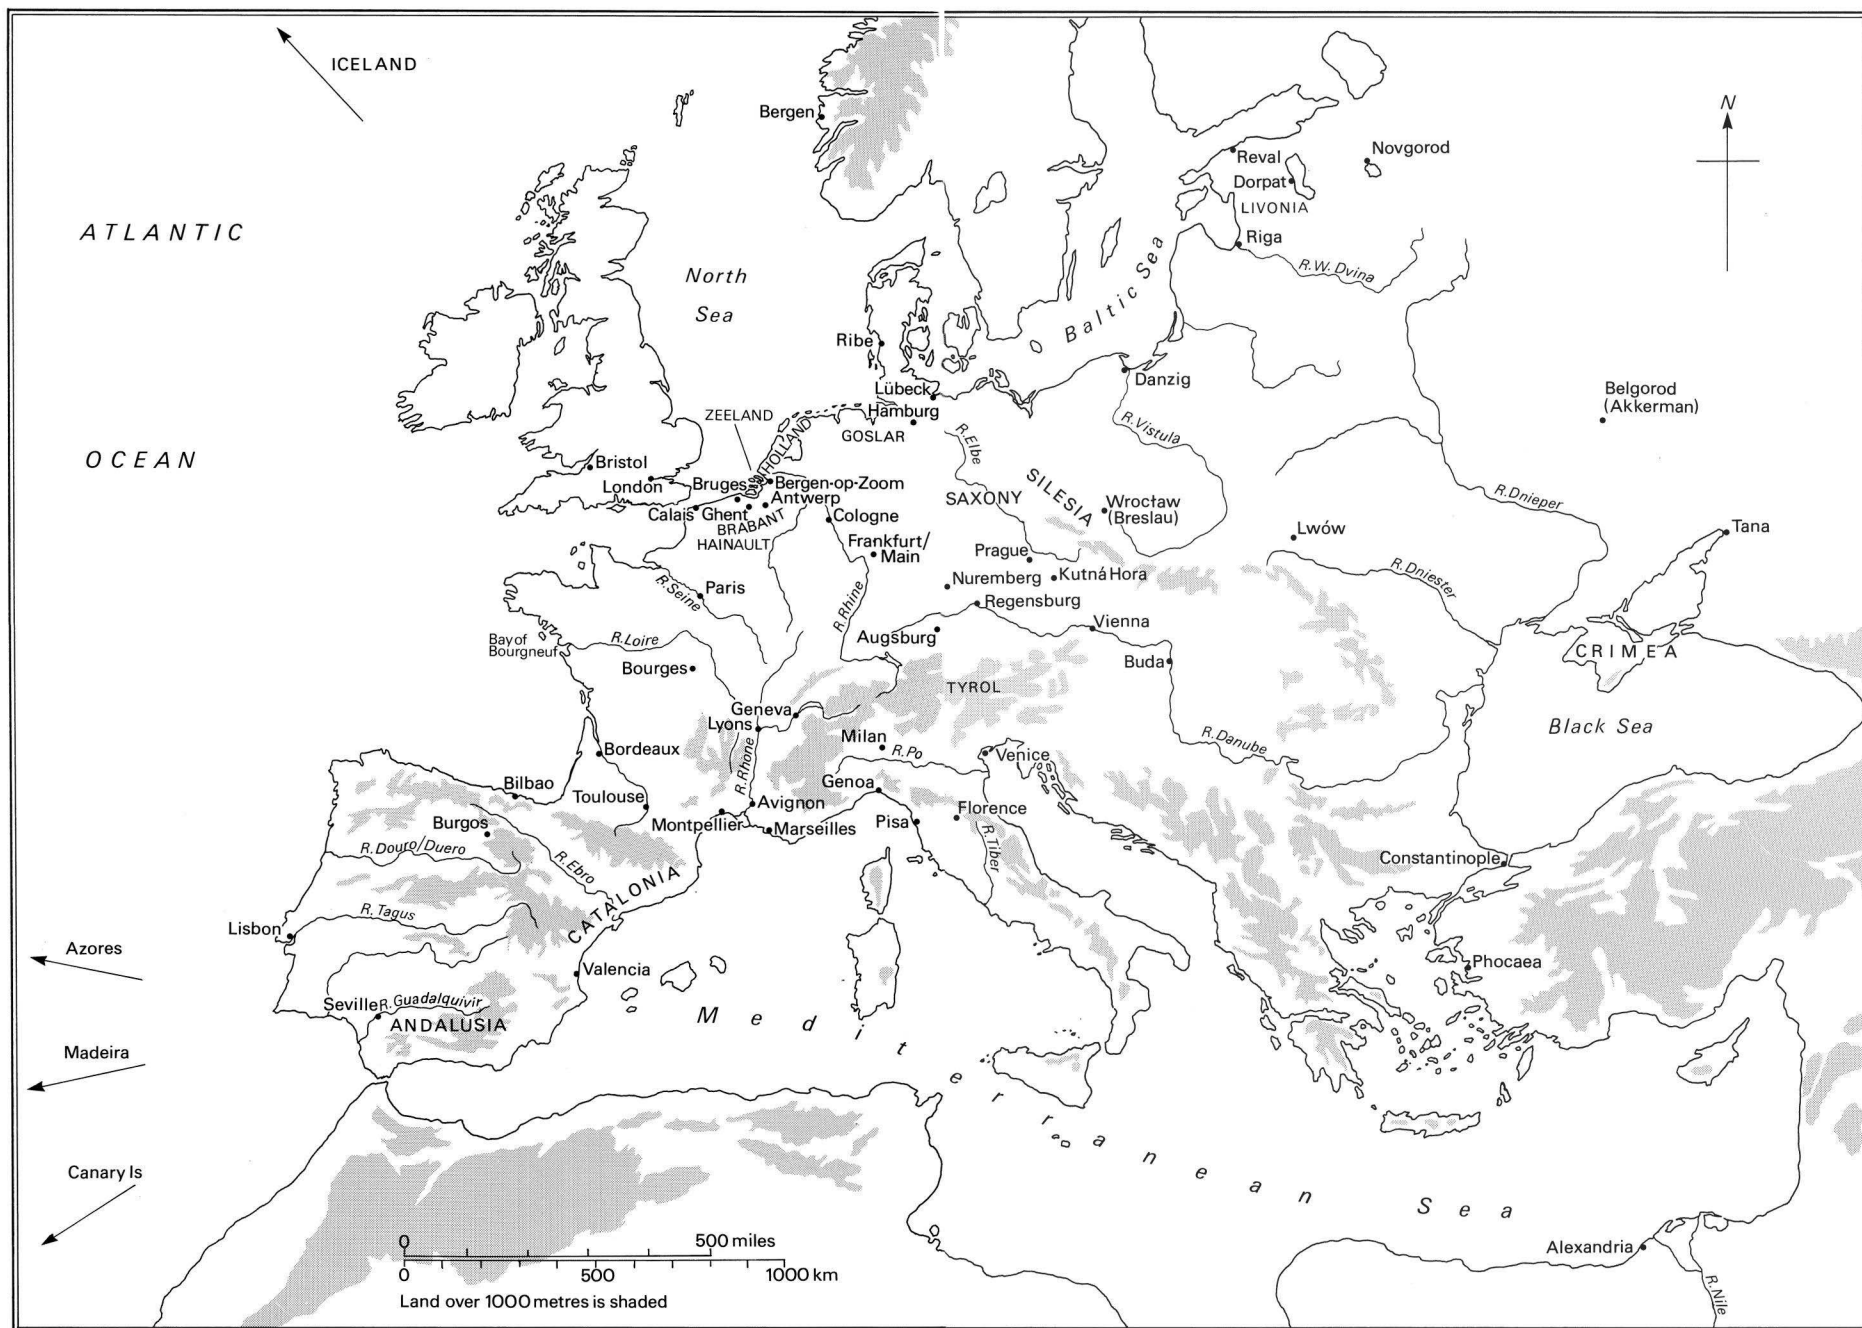 ICELAND
Bergen
N
Reval
Novgorod
Dorpat
LIVONIA
Riga
R.W. Dvina
ATLANTIC
OCEAN
North
Sea
Baltic Sea
Ribe
Danzig
Lübeck
Hamburg
GOSLAR
ZEELAND
HOLLAND
Belgorod
(Akkerman)
R.Vistula
R.Elbe
Bristol
London
Bruges
Bergen-op-Zoom
Antwerp
Calais
Ghent
BRABANT
HAINAULT
Cologne
SAXONY
SILESIA
Wrocław
(Breslau)
R.Dnieper
Lwów
Tana
Frankfurt/
Main
Prague
Kutná Hora
Nuremberg
Regensburg
R.Dniester
R.Seine
Paris
R.Rhine
Augsburg
Vienna
Bay of
Bourgneuf
R.Loire
Bourges
Buda
CRIMEA
TYROL
Geneva
Lyons
Black Sea
Milan
R.Po
Venice
R.Danube
Bordeaux
R.Rhone
Bilbao
Toulouse
Avignon
Genoa
Florence
Burgos
Montpellier
Marseilles
Pisa
R.Tiber
R.Douro/Duero
R.Ebro
CATALONIA
Constantinople
R.Tagus
Lisbon
Azores
Valencia
Phocaea
Seville
R.Guadalquivir
ANDALUSIA
Mediterranean Sea
Madeira
Canary Is
Alexandria
R.Nile
0 500 miles
0 500 1000 km
Land over 1000 metres is shaded